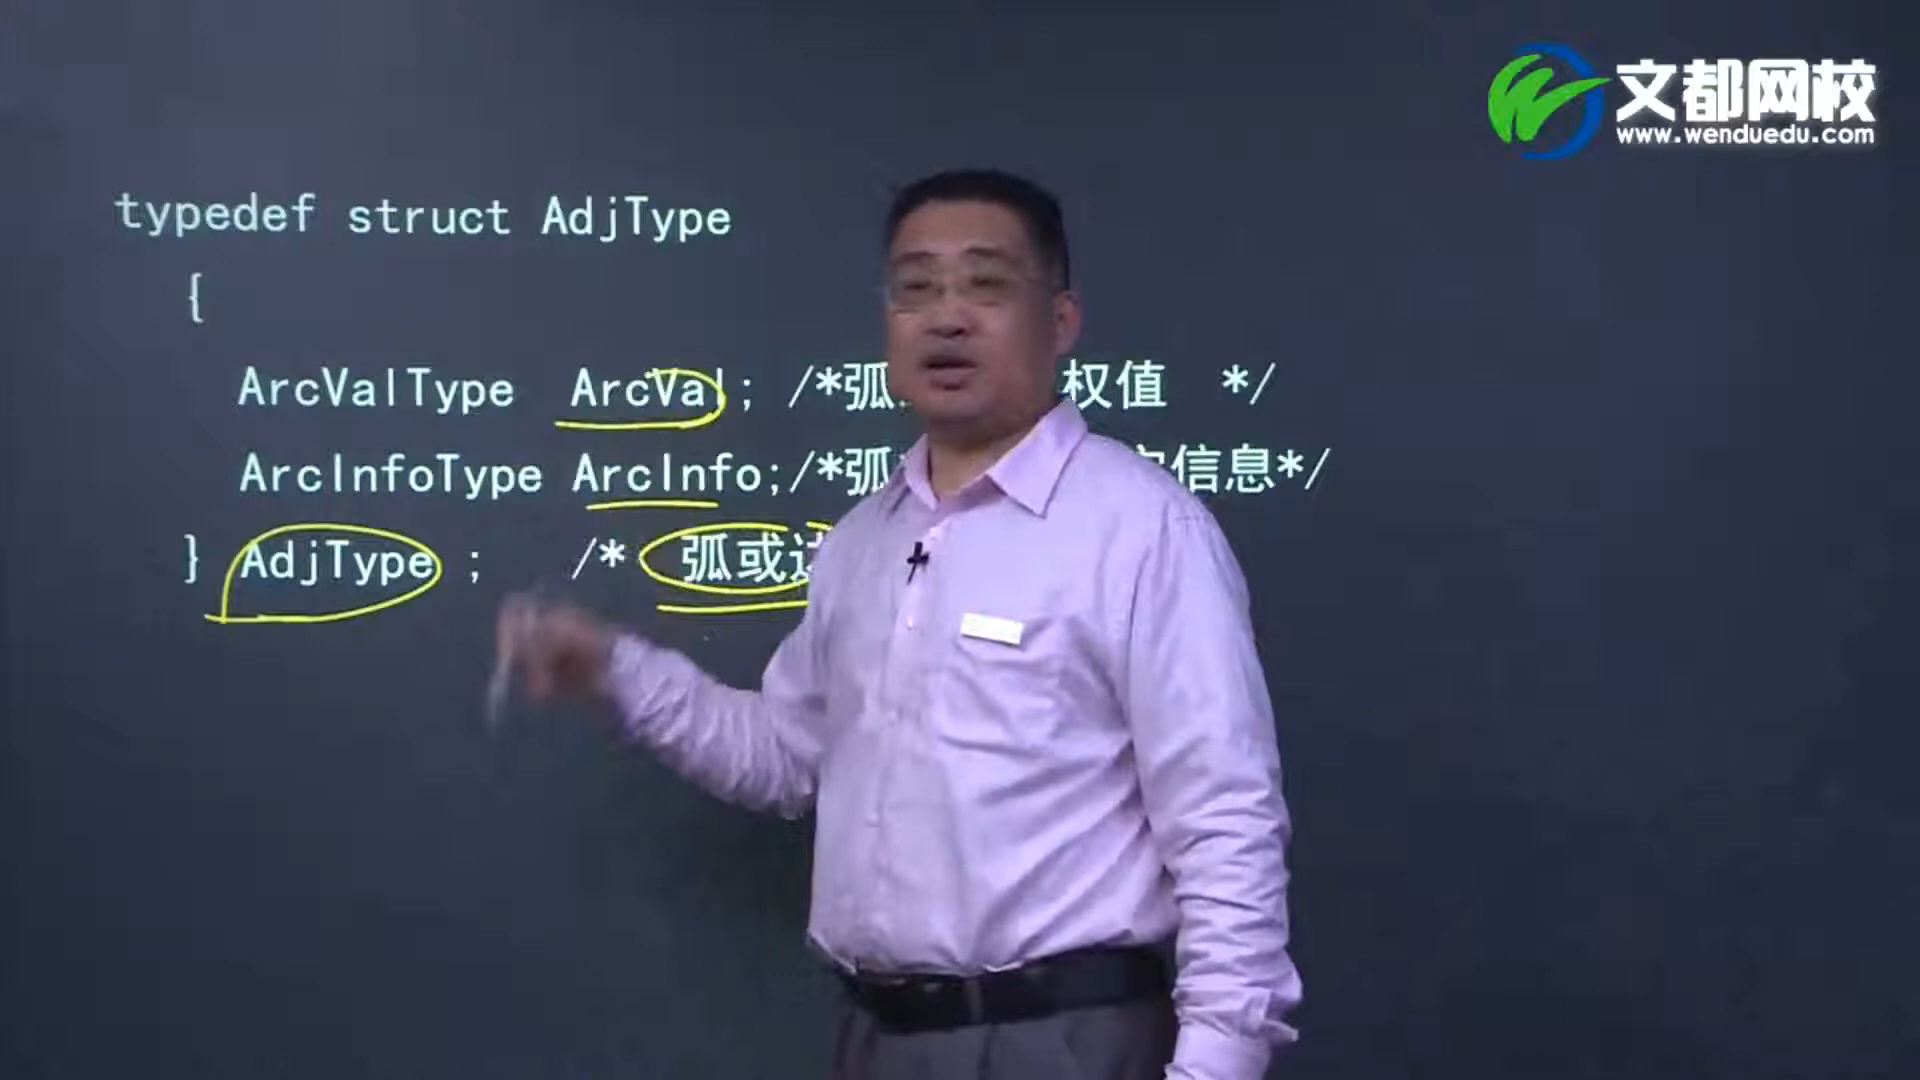 文都网校
www.wenduedu.com
typedef struct AdjType
{
ArcValType ArcVal; /*弧 权值 */
ArcInfoType ArcInfo;/*弧 信息*/
} AdjType ; /* 弧或